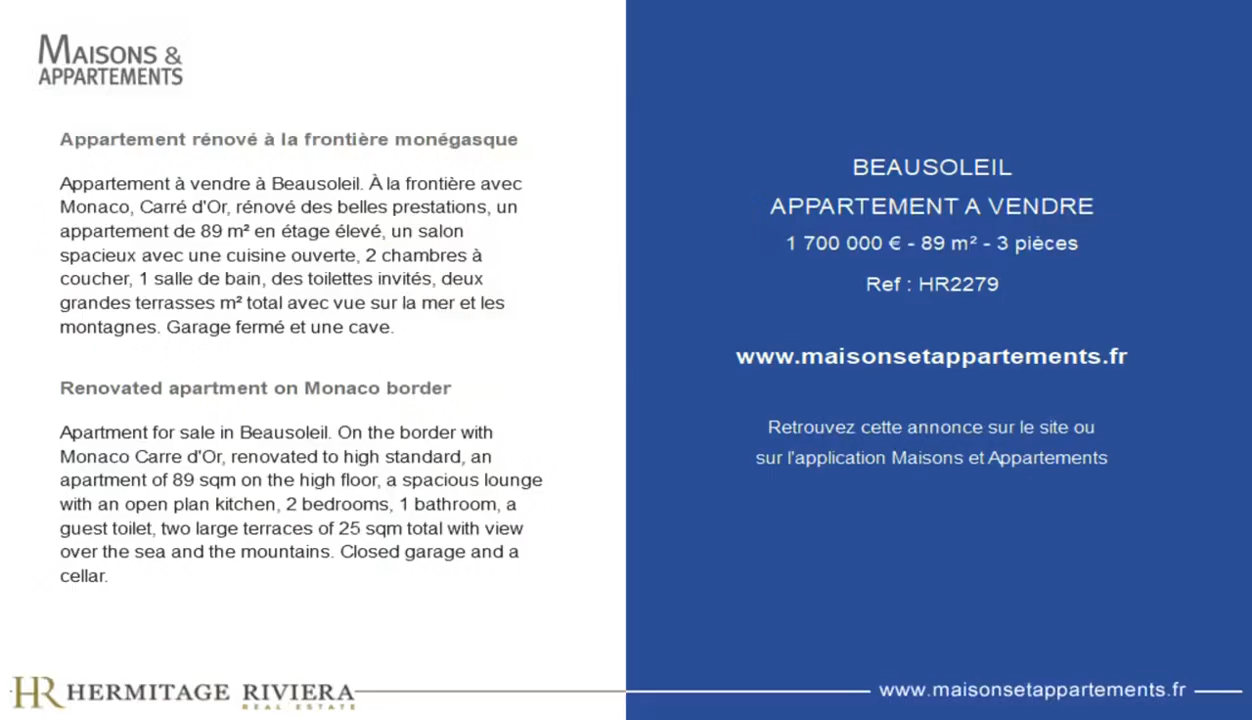 MAISONS &
APPARTEMENTS
Appartement rénové à la frontière monégasque
Appartement à vendre à Beausoleil. À la frontière avec
Monaco, Carré d'Or, rénové des belles prestations, un
appartement de 89 m² en étage élevé, un salon
spacieux avec une cuisine ouverte, 2 chambres à
coucher, 1 salle de bain, des toilettes invités, deux
grandes terrasses m² total avec vue sur la mer et les
montagnes. Garage fermé et une cave.
Renovated apartment on Monaco border
Apartment for sale in Beausoleil. On the border with
Monaco Carre d'Or, renovated to high standard, an
apartment of 89 sqm on the high floor, a spacious lounge
with an open plan kitchen, 2 bedrooms, 1 bathroom, a
guest toilet, two large terraces of 25 sqm total with view
over the sea and the mountains. Closed garage and a
cellar.
HR HERMITAGE RIVIERA
REAL ESTATE
BEAUSOLEIL
APPARTEMENT A VENDRE
1 700 000 € - 89 m² - 3 pièces
Ref : HR2279
www.maisonsetappartements.fr
Retrouvez cette annonce sur le site ou
sur l'application Maisons et Appartements
www.maisonsetappartements.fr